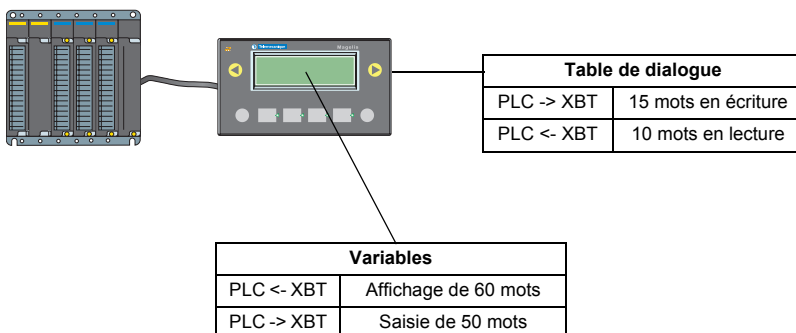 Telemecanique Magelis
Table de dialogue
PLC -> XBT 15 mots en écriture
PLC <- XBT 10 mots en lecture
Variables
PLC <- XBT Affichage de 60 mots
PLC -> XBT Saisie de 50 mots